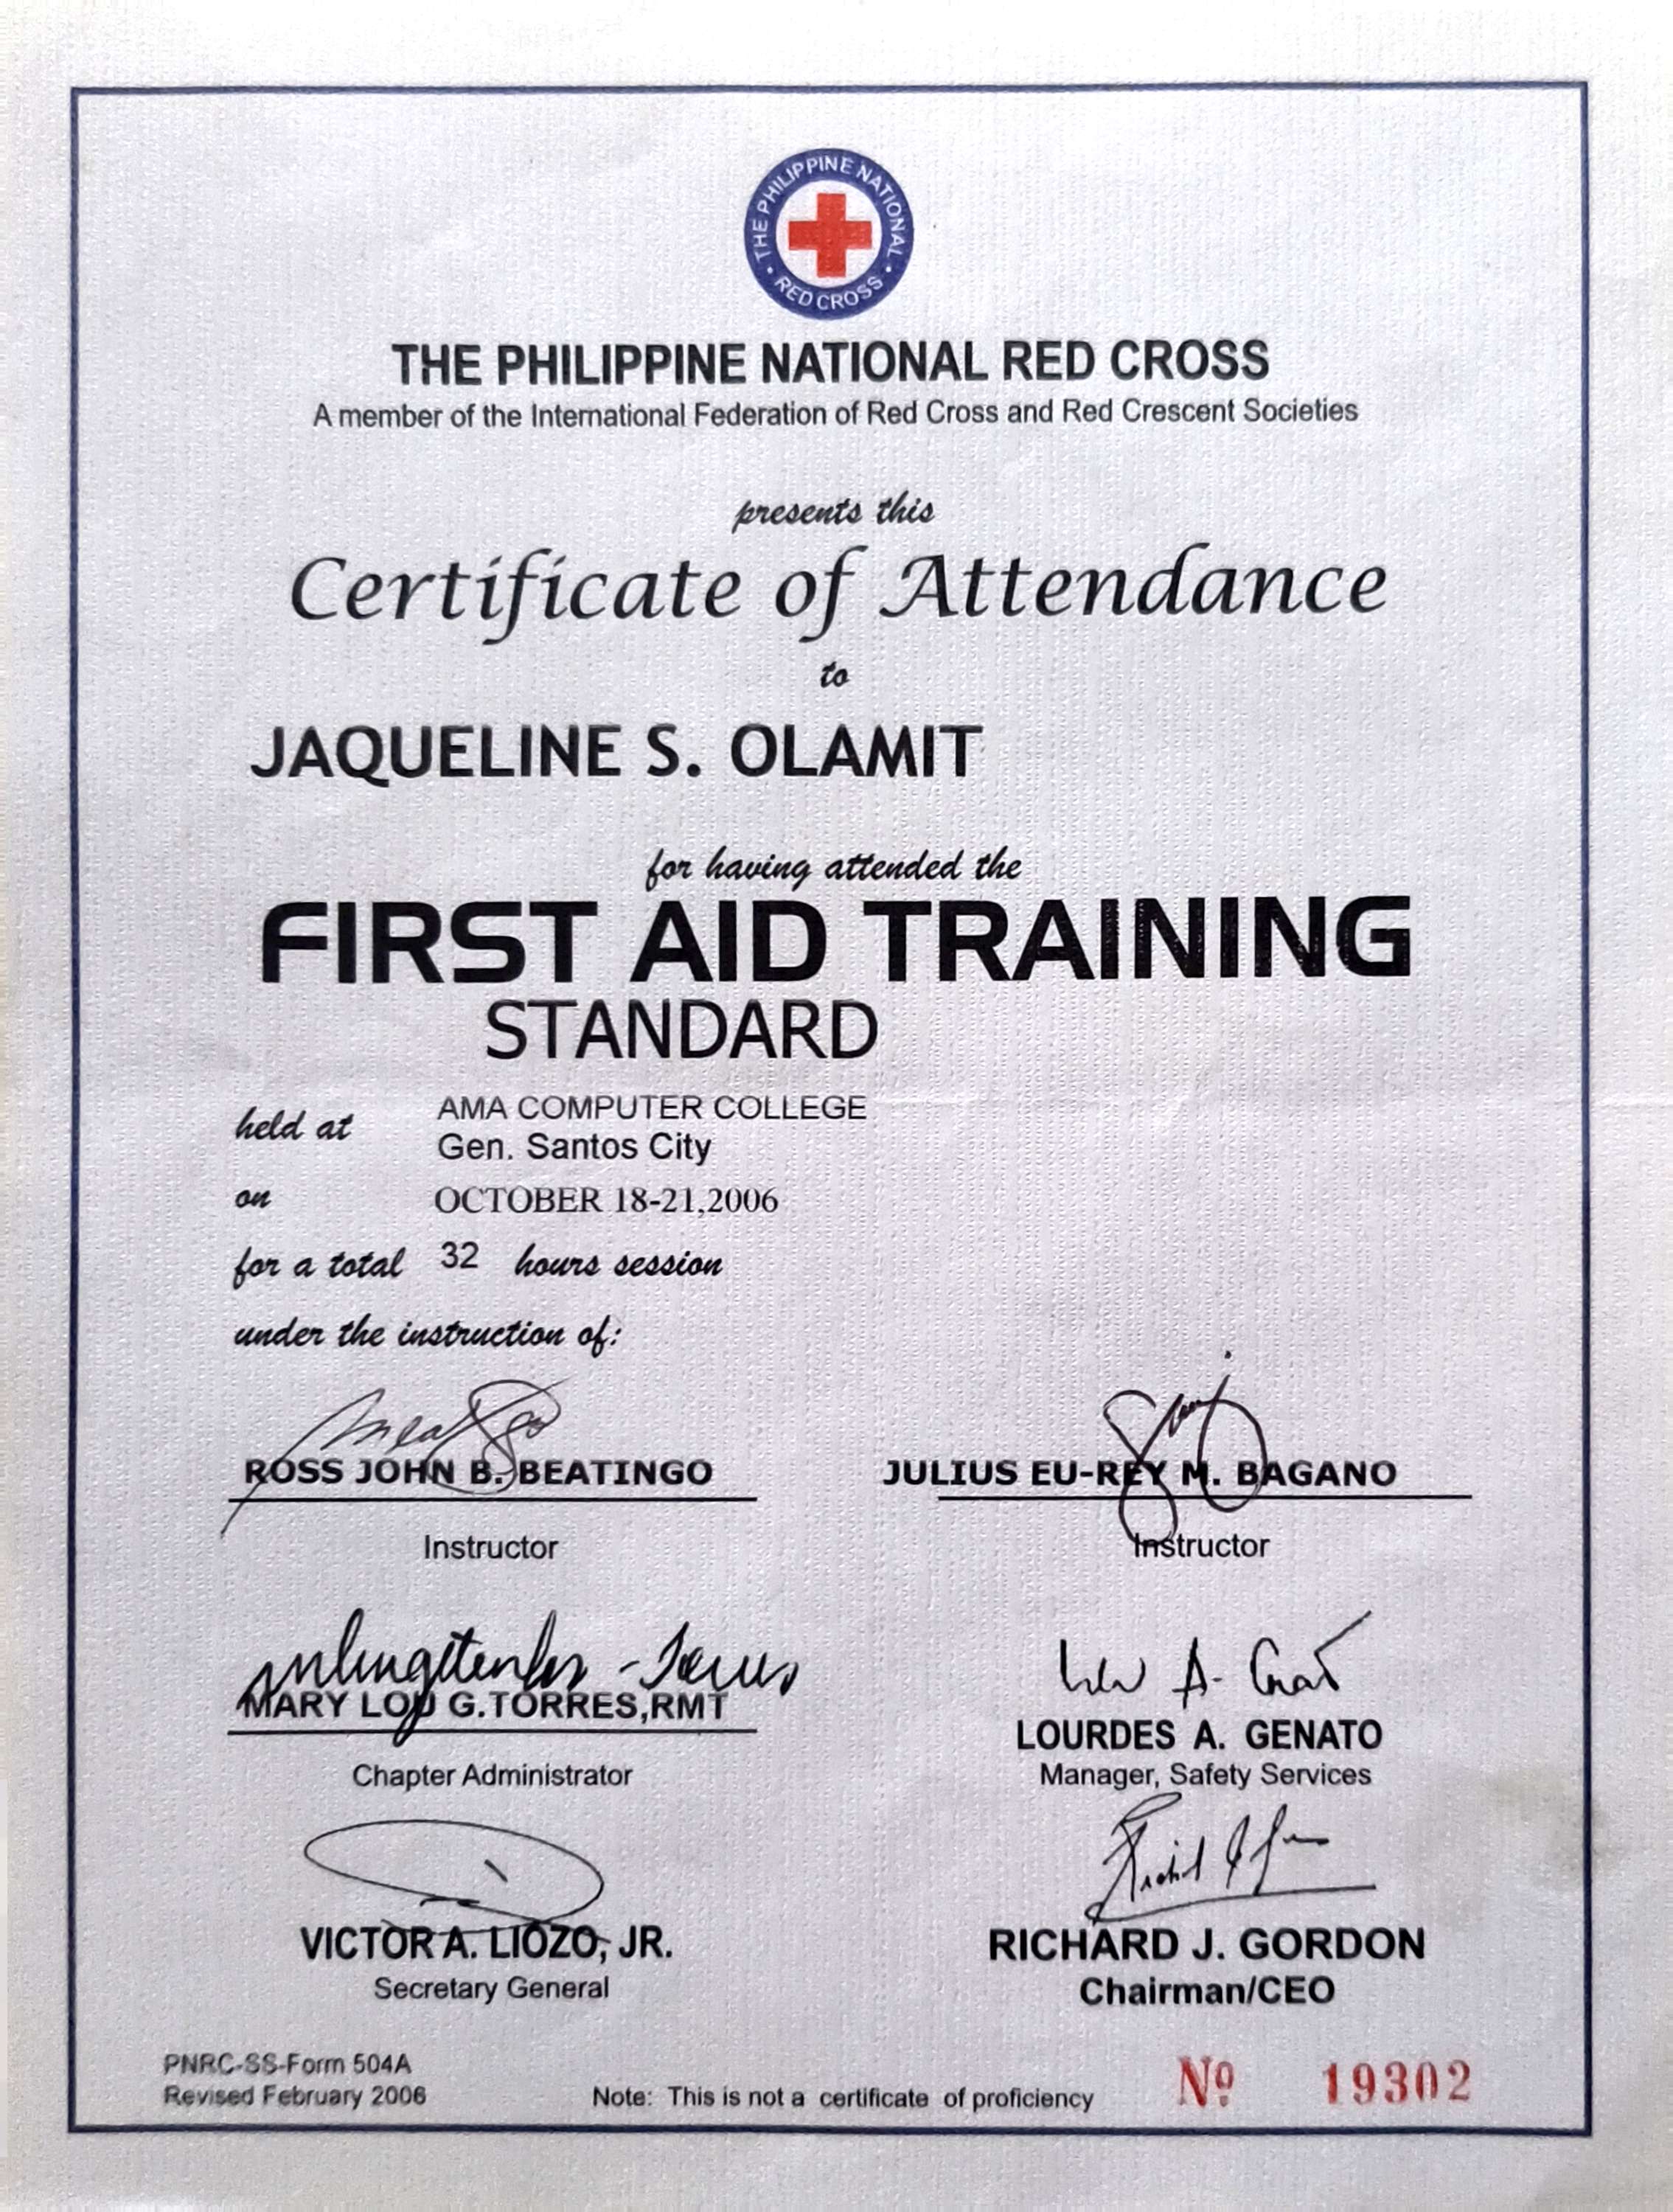 THE PHILIPPINE NATIONAL
RED CROSS
THE PHILIPPINE NATIONAL RED CROSS
A member of the International Federation of Red Cross and Red Crescent Societies
presents this
Certificate of Attendance
to
JAQUELINE S. OLAMIT
for having attended the
FIRST AID TRAINING
STANDARD
held at AMA COMPUTER COLLEGE
Gen. Santos City
on OCTOBER 18-21,2006
for a total 32 hours session
under the instruction of:
ROSS JOHN B. BEATINGO JULIUS EU-REY M. BAGANO
Instructor Instructor
MARY LOU G.TORRES,RMT
LOURDES A. GENATO
Chapter Administrator Manager, Safety Services
VICTOR A. LIOZO, JR. RICHARD J. GORDON
Secretary General Chairman/CEO
PNRC-SS-Form 504A
Revised February 2006 Note: This is not a certificate of proficiency Nº 19302